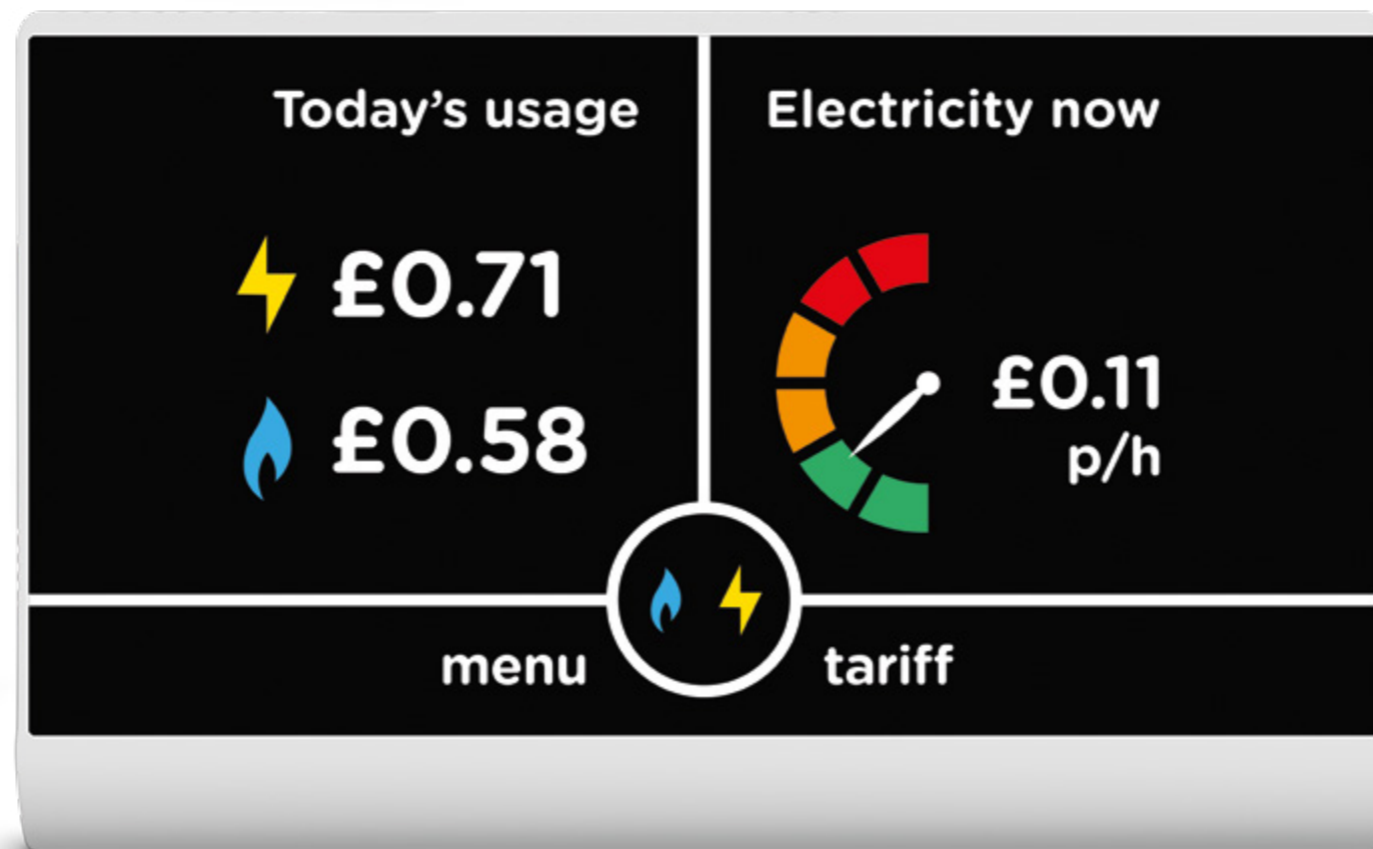 Today's usage
£0.71
£0.58
Electricity now
£0.11
p/h
menu
tariff